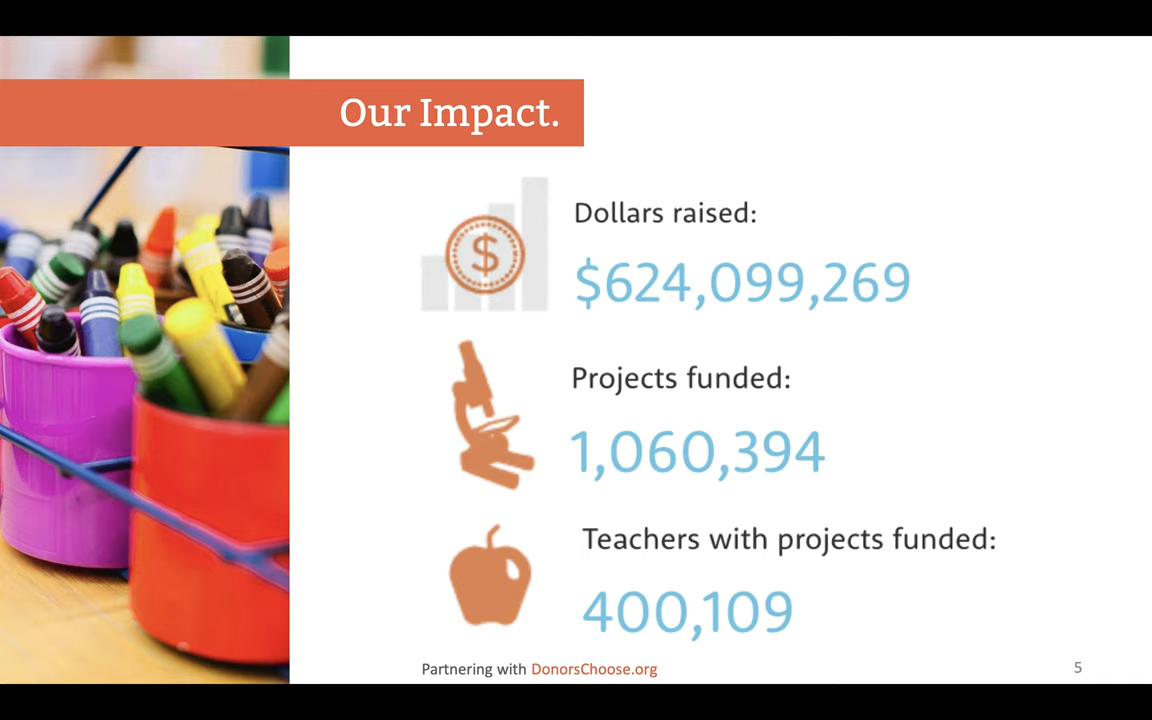 Our Impact.
$
Dollars raised:
$624,099,269
Projects funded:
1,060,394
Teachers with projects funded:
400,109
Partnering with DonorsChoose.org
5